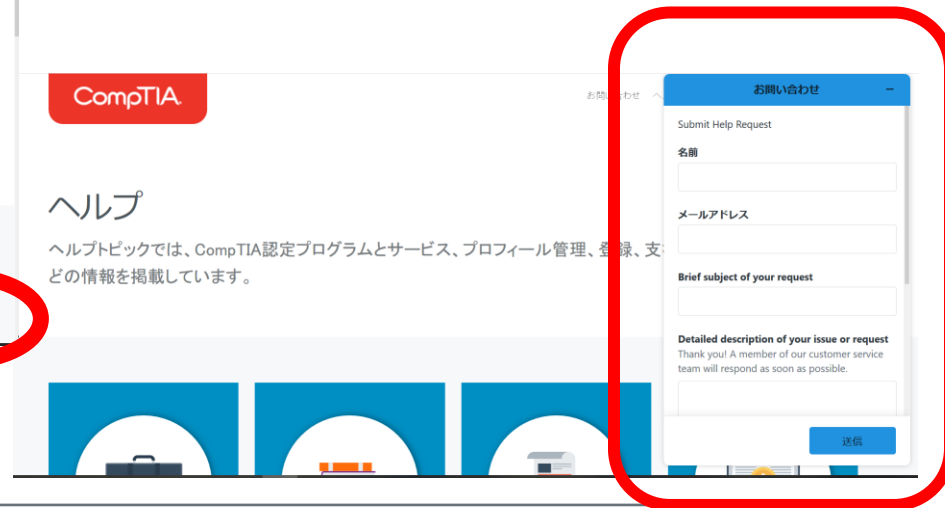 CompTIA.
お問い合わせ ヘ
ヘルプ
ヘルプトピックでは、CompTIA認定プログラムとサービス、プロフィール管理、登録、支
どの情報を掲載しています。
お問い合わせ
Submit Help Request
名前
メールアドレス
Brief subject of your request
Detailed description of your issue or request
Thank you! A member of our customer service
team will respond as soon as possible.
送信